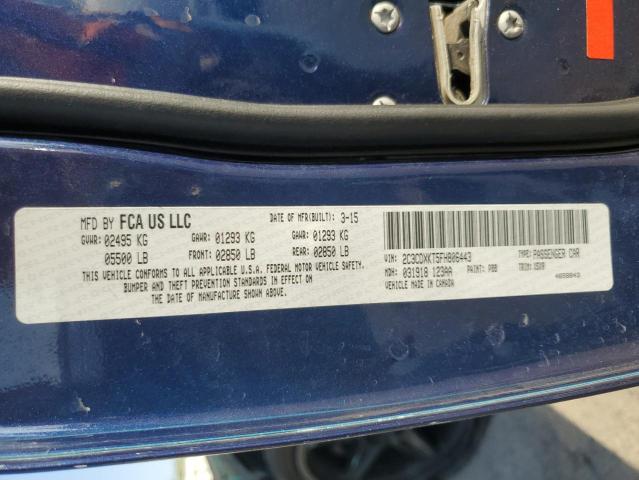 MFD BY FCA US LLC DATE OF MFR(BUILT): 3-15
GVWR: 02495 KG GAWR: 01293 KG GAWR: 01293 KG
05500 LB FRONT: 02850 LB REAR: 02850 LB
THIS VEHICLE CONFORMS TO ALL APPLICABLE U.S.A. FEDERAL MOTOR VEHICLE SAFETY,
BUMPER AND THEFT PREVENTION STANDARDS IN EFFECT ON
THE DATE OF MANUFACTURE SHOWN ABOVE.
VIN: 2C3CDXKT5FH806443 TYPE: PASSENGER CAR
MDH: 031918 123AA PAINT: PBB TRIM:
VEHICLE MADE IN CANADA